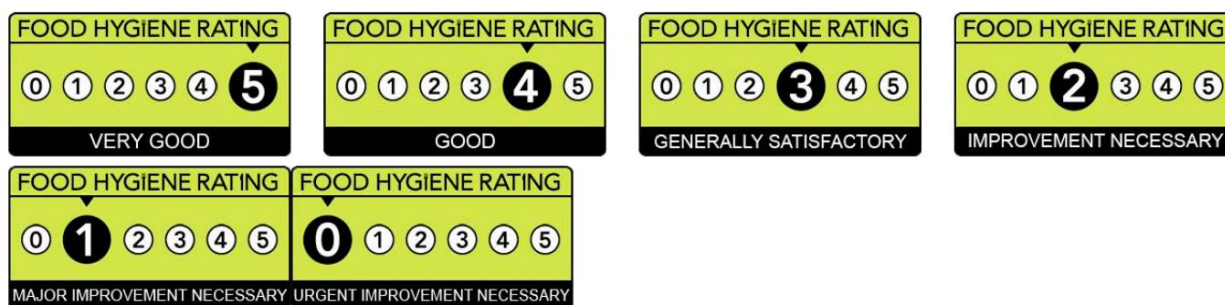 FOOD HYGIENE RATING
0 1 2 3 4 5
VERY GOOD
FOOD HYGIENE RATING
0 1 2 3 4 5
GOOD
FOOD HYGIENE RATING
0 1 2 3 4 5
GENERALLY SATISFACTORY
FOOD HYGIENE RATING
0 1 2 3 4 5
IMPROVEMENT NECESSARY
FOOD HYGIENE RATING
0 1 2 3 4 5
MAJOR IMPROVEMENT NECESSARY
FOOD HYGIENE RATING
0 1 2 3 4 5
URGENT IMPROVEMENT NECESSARY